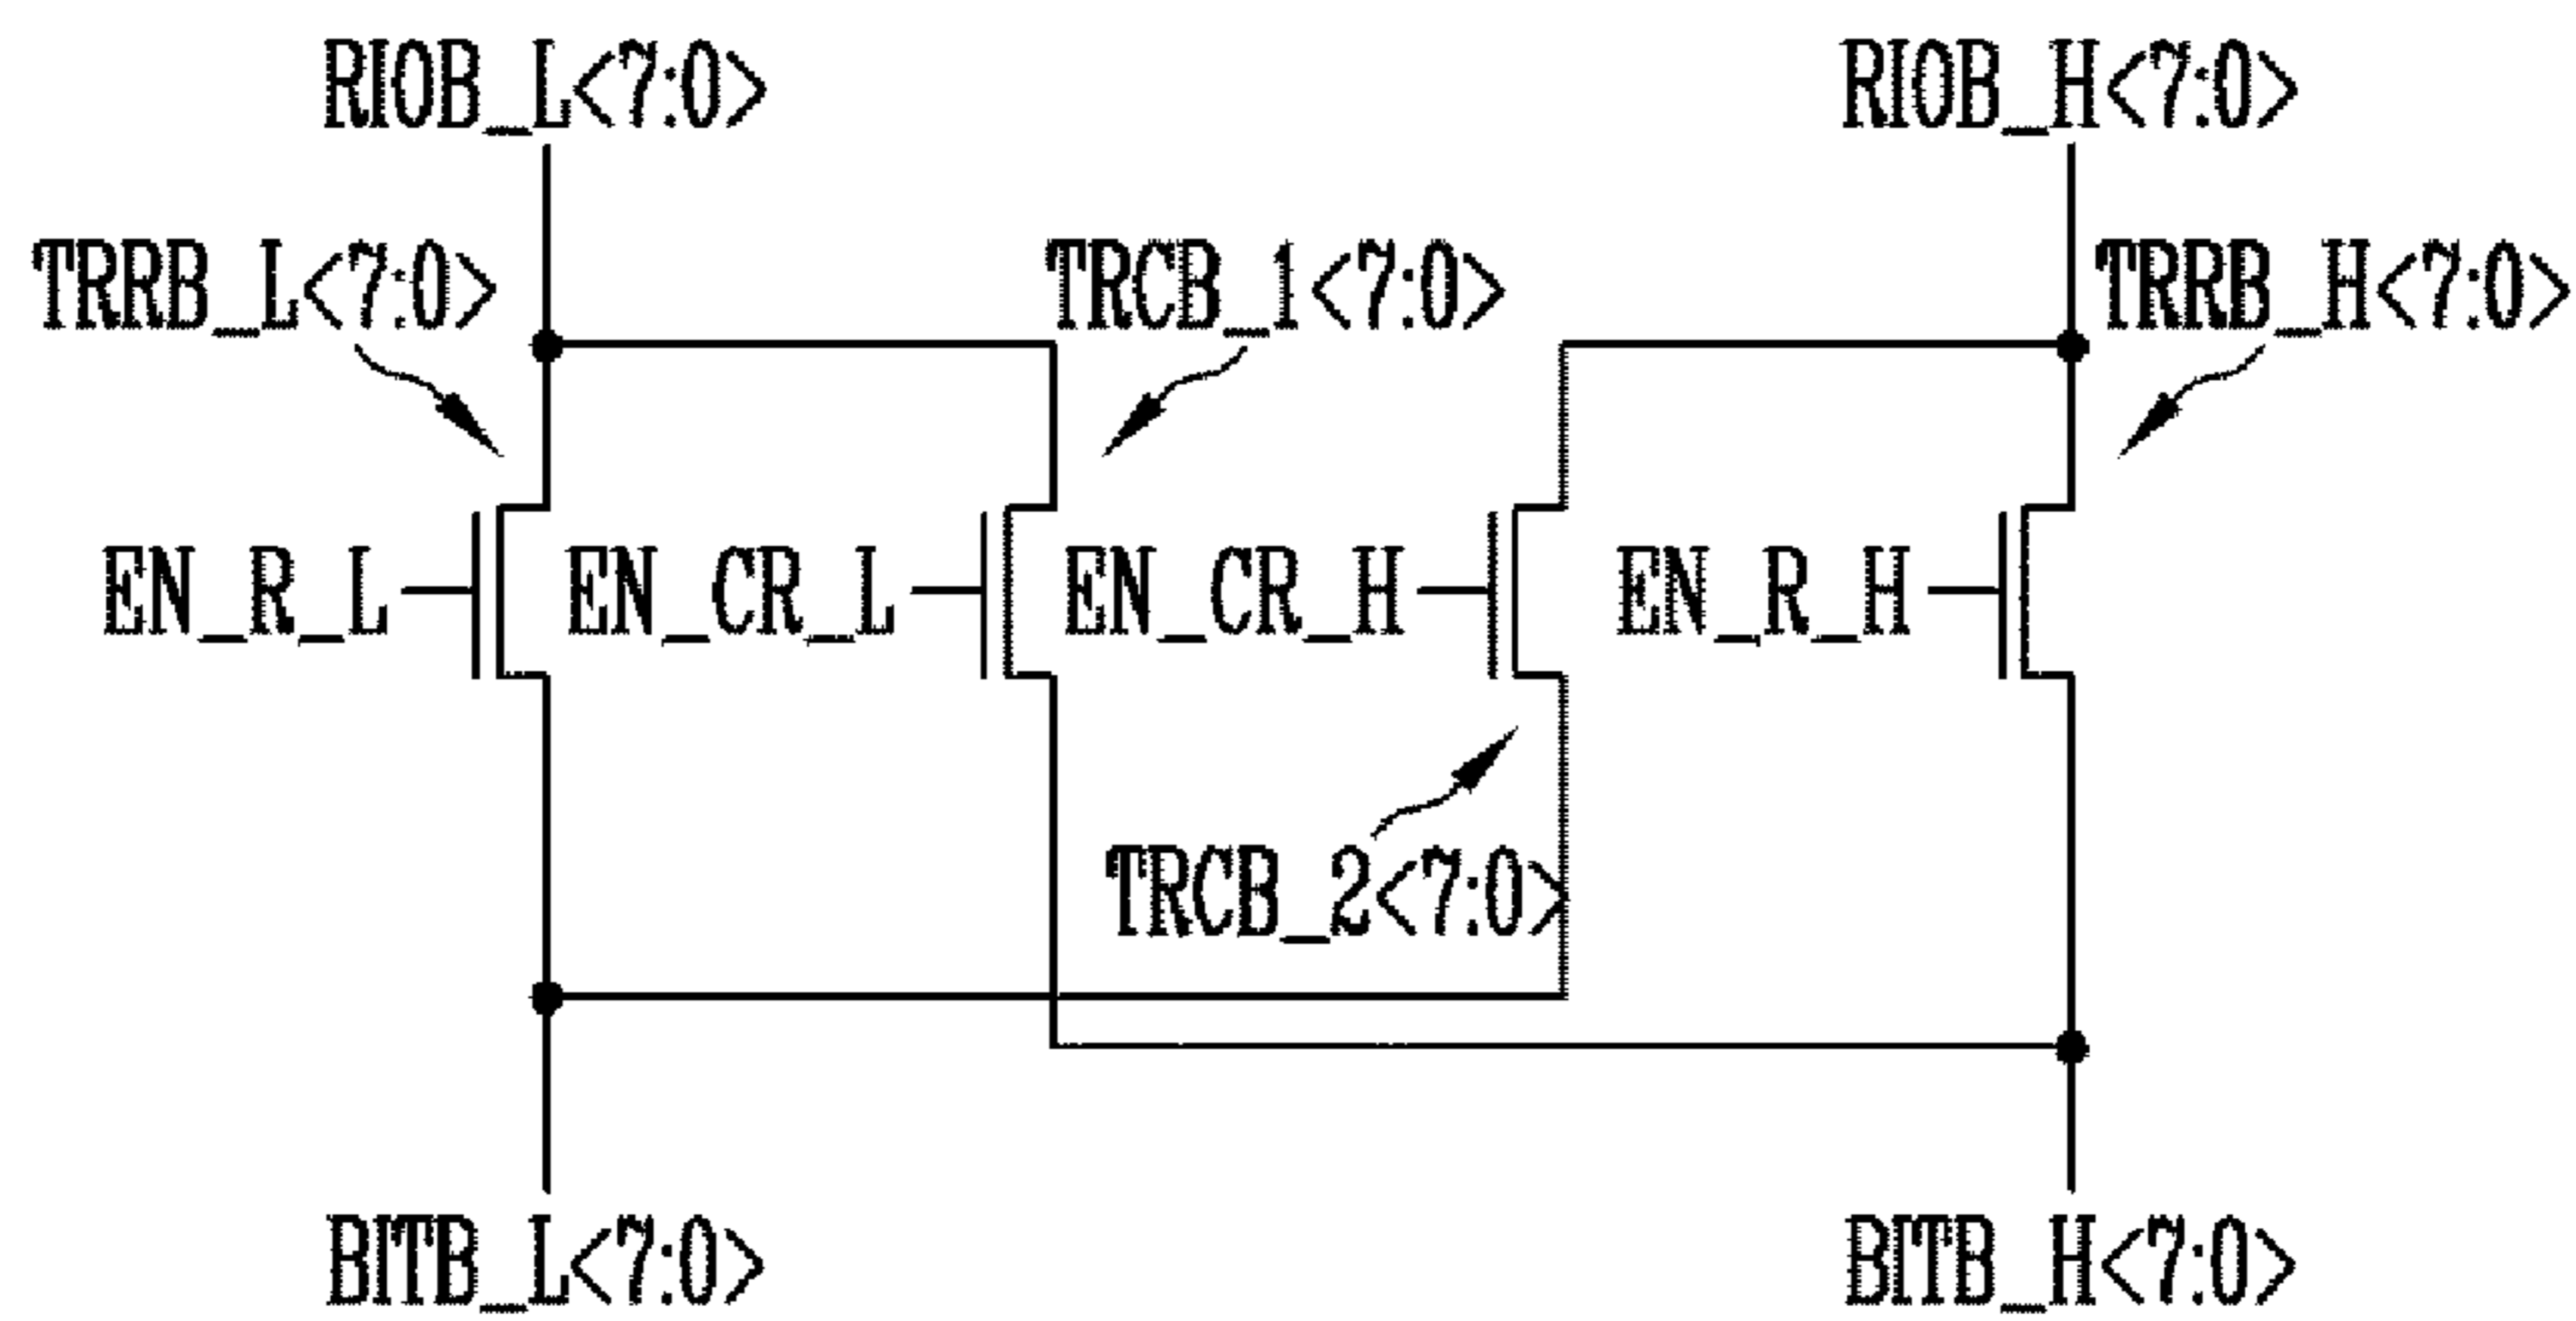 RIOB_L<7:0> RIOB_H<7:0>
TRRB_L<7:0> TRCB_1<7:0> TRRB_H<7:0>
EN_R_L EN_CR_L EN_CR_H EN_R_H
TRCB_2<7:0>
BITB_L<7:0> BITB_H<7:0>